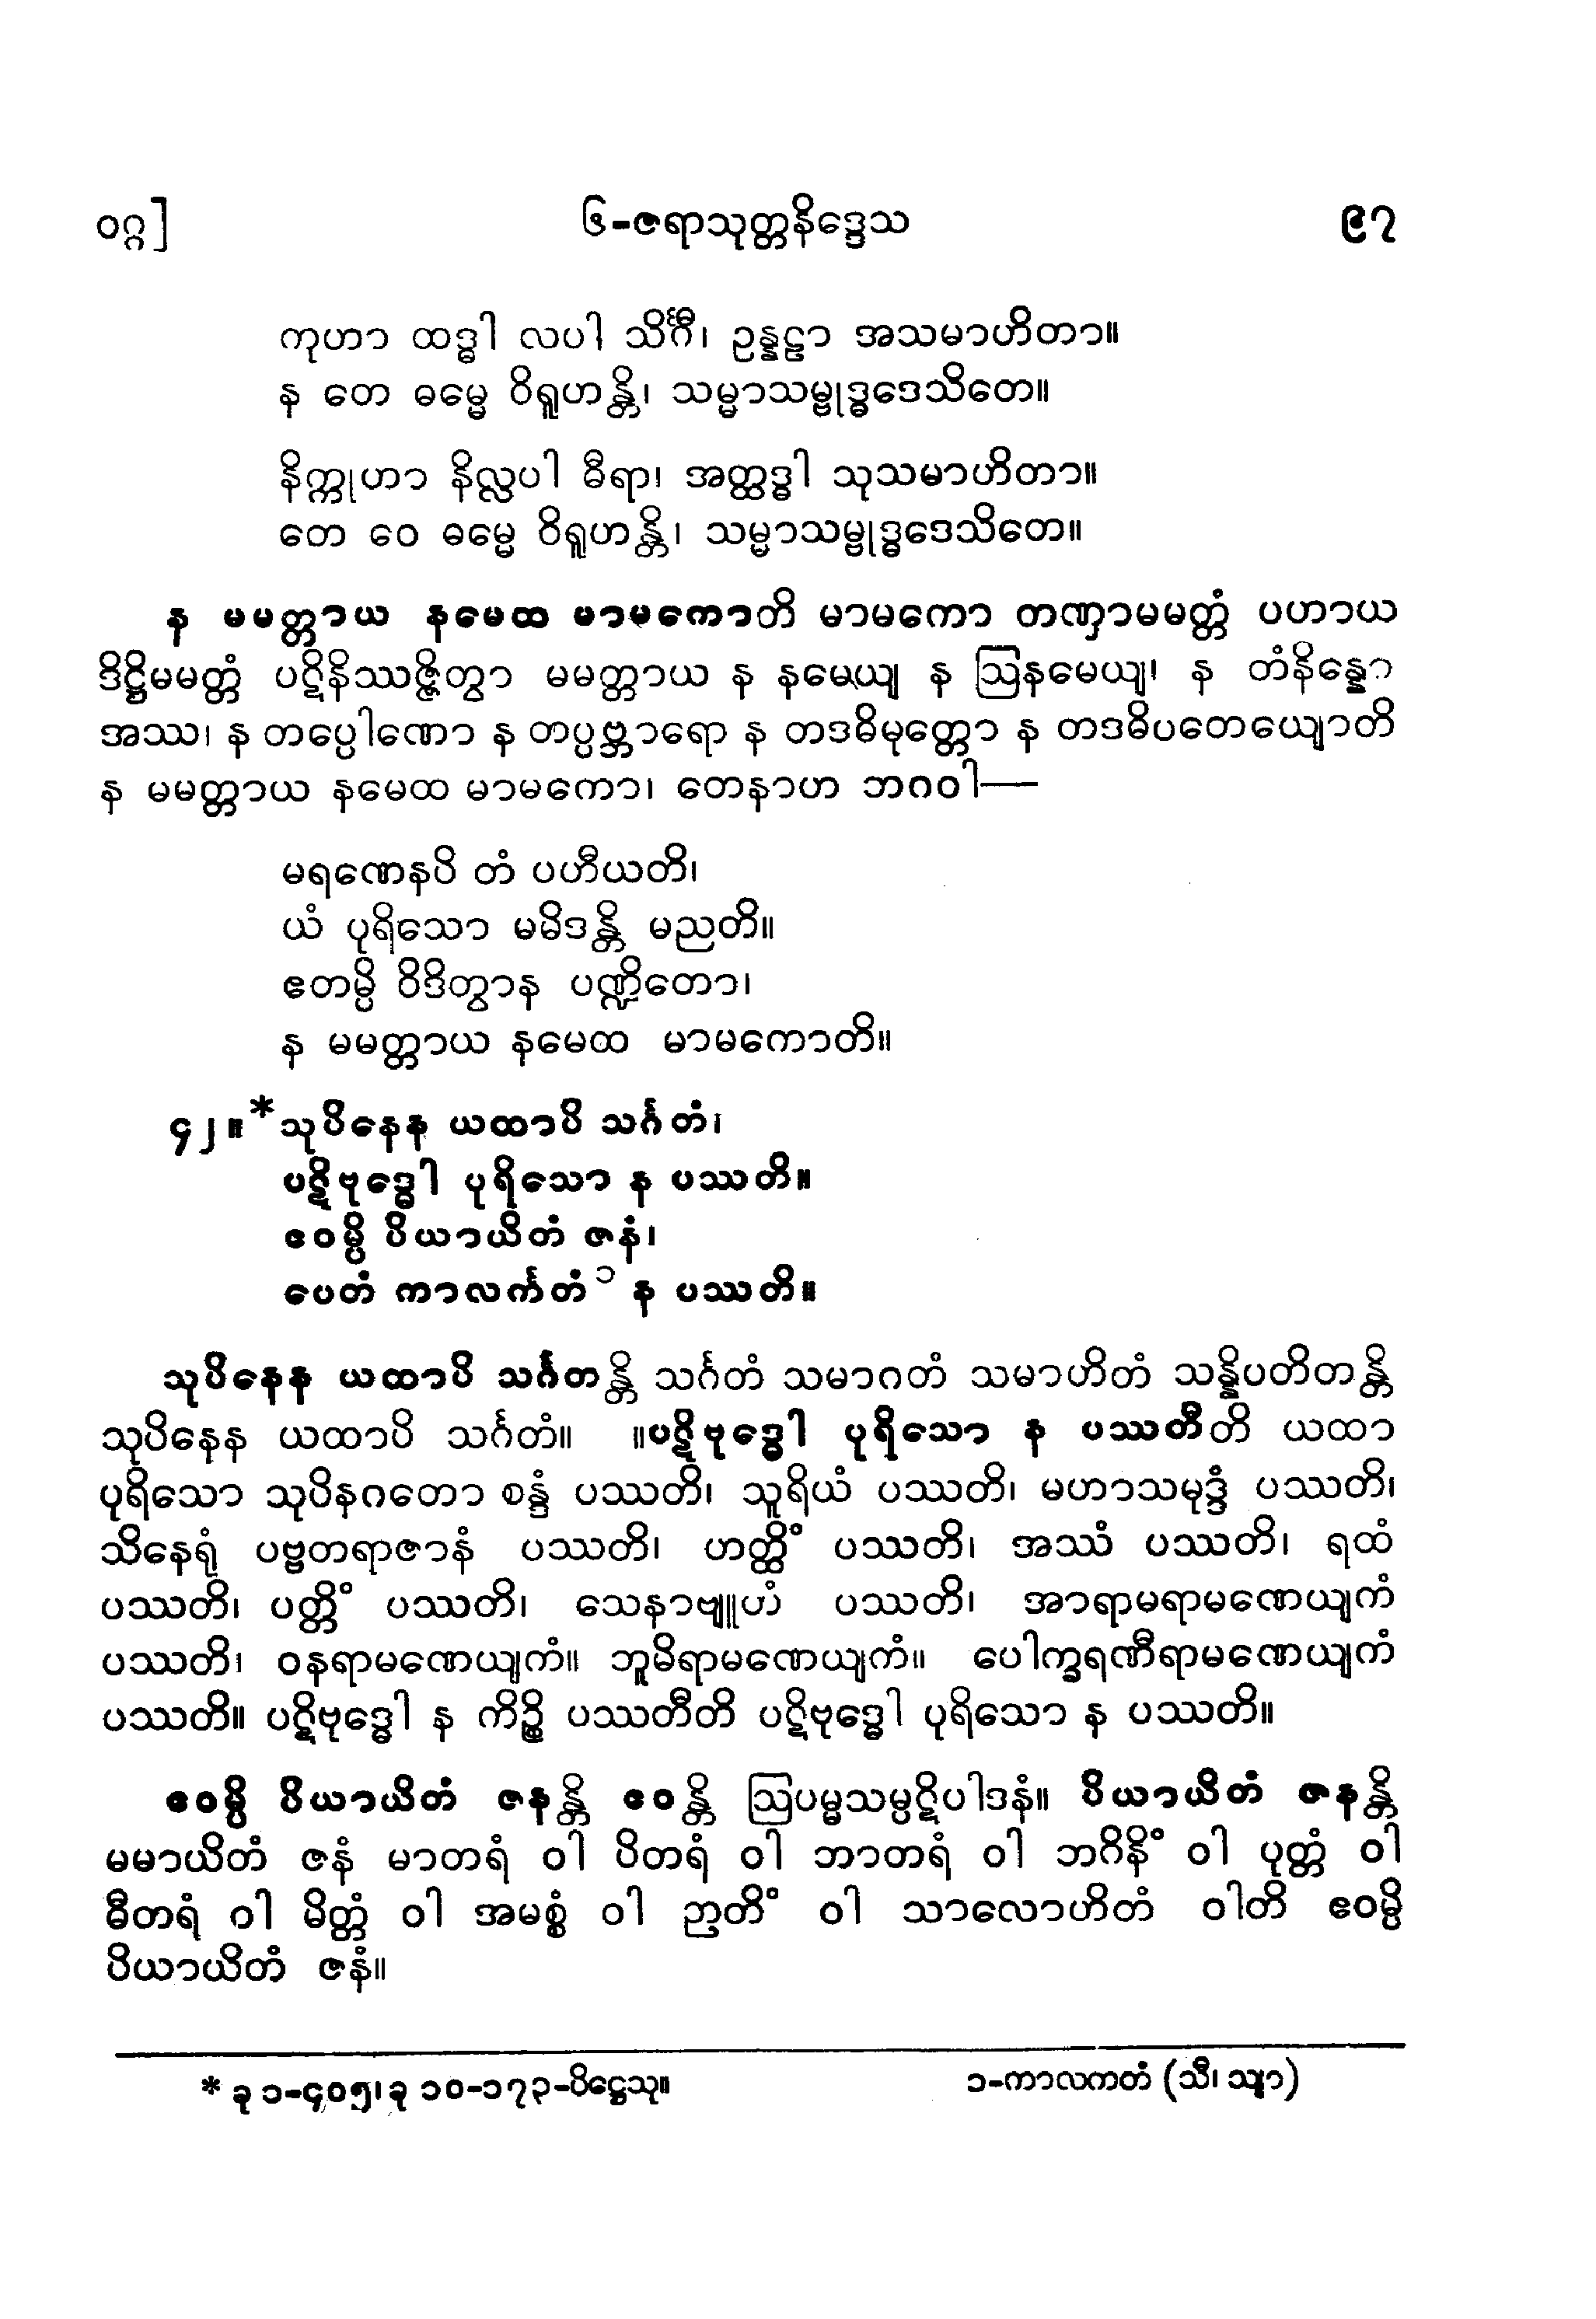 ဝဂ္ဂ] ၆-ဇရာသုတ္တနိဒ္ဒေသ ၉၇
ကုဟာ ထဒ္ဓါ လပါ သိင်္ဂီ၊ ဥန္နဠာ အသမာဟိတာ။
န တေ ဓမ္မေ ဝိရူဟန္တိ၊ သမ္မာသမ္ဗုဒ္ဓဒေသိတေ။
နိက္ကုဟာ နိလ္လပါ ဓီရာ၊ အတ္ထဒ္ဓါ သုသမာဟိတာ။
တေ ဝေ ဓမ္မေ ဝိရူဟန္တိ၊ သမ္မာသမ္ဗုဒ္ဓဒေသိတေ။
န မမတ္တာယ နမေထ မာမကောတိ မာမကော တဏှာမမတ္တံ ပဟာယ
ဒိဋ္ဌိမမတ္တံ ပဋိနိဿဇ္ဇိတွာ မမတ္တာယ န နမေယျ န ဩနမေယျ၊ န တံနိန္နော
အဿ၊ န တပ္ပေါဏော န တပ္ပဗ္ဘာရော န တဒဓိမုတ္တော န တဒဓိပတေယျောတိ
န မမတ္တာယ နမေထ မာမကော၊ တေနာဟ ဘဂဝါ—
မရဏေနပိ တံ ပဟီယတိ၊
ယံ ပုရိသော မမိဒန္တိ မညတိ။
ဧတမ္ပိ ဝိဒိတွာန ပဏ္ဍိတော၊
န မမတ္တာယ နမေထ မာမကောတိ။
၄၂။ *သုပိနေန ယထာပိ သင်္ဂတံ၊
ပဋိဗုဒ္ဓေါ ပုရိသော န ပဿတိ။
ဧဝမ္ပိ ပိယာယိတံ ဇနံ၊
ပေတံ ကာလင်္ကတံ ၁ န ပဿတိ။
သုပိနေန ယထာပိ သင်္ဂတန္တိ သင်္ဂတံ သမာဂတံ သမာဟိတံ သန္နိပတိတန္တိ
သုပိနေန ယထာပိ သင်္ဂတံ။ ။ပဋိဗုဒ္ဓေါ ပုရိသော န ပဿတီတိ ယထာ
ပုရိသော သုပိနဂတော စန္ဒံ ပဿတိ၊ သူရိယံ ပဿတိ၊ မဟာသမုဒ္ဒံ ပဿတိ၊
သိနေရုံ ပဗ္ဗတရာဇာနံ ပဿတိ၊ ဟတ္ထိံ ပဿတိ၊ အဿံ ပဿတိ၊ ရထံ
ပဿတိ၊ ပတ္တိံ ပဿတိ၊ သေနာဗျူဟံ ပဿတိ၊ အာရာမရာမဏေယျကံ
ပဿတိ၊ ဝနရာမဏေယျကံ။ ဘူမိရာမဏေယျကံ။ ပေါက္ခရဏီရာမဏေယျကံ
ပဿတိ။ ပဋိဗုဒ္ဓေါ န ကိဉ္စိ ပဿတီတိ ပဋိဗုဒ္ဓေါ ပုရိသော န ပဿတိ။
ဧဝမ္ပိ ပိယာယိတံ ဇနန္တိ ဧဝန္တိ ဩပမ္မသမ္ပဋိပါဒနံ။ ပိယာယိတံ ဇနန္တိ
မမာယိတံ ဇနံ မာတရံ ဝါ ပိတရံ ဝါ ဘာတရံ ဝါ ဘဂိနိံ ဝါ ပုတ္တံ ဝါ
ဓီတရံ ဝါ မိတ္တံ ဝါ အမစ္စံ ဝါ ဉာတိံ ဝါ သာလောဟိတံ ဝါတိ ဧဝမ္ပိ
ပိယာယိတံ ဇနံ။
* ခု ၁-၄၀၅၊ ခု ၁၀-၁၇၃-ပိဋ္ဌေသု။ ၁-ကာလကတံ (သီ၊ သျာ)